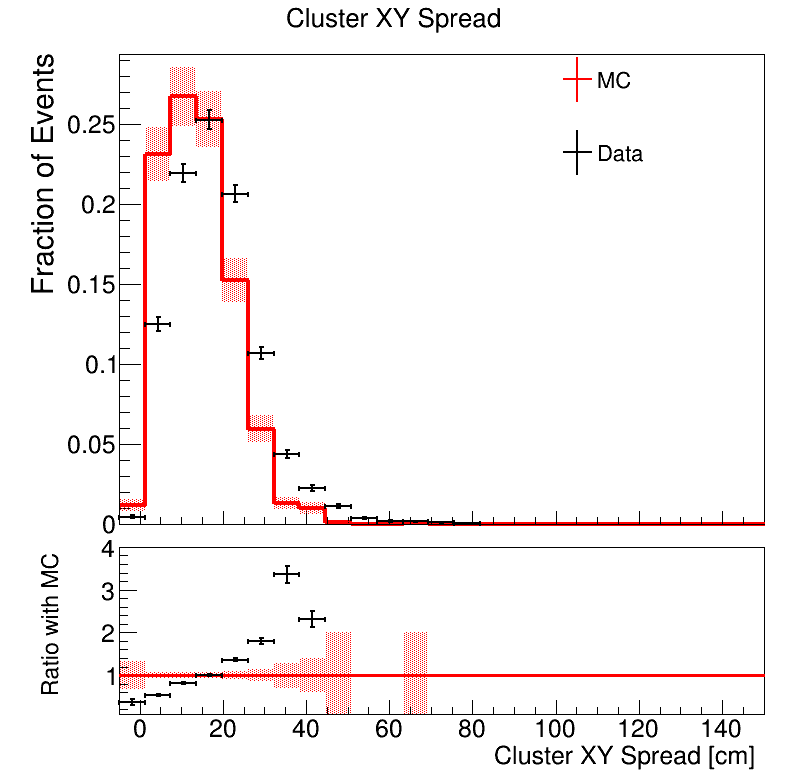 Cluster XY Spread
Fraction of Events
0.25
0.2
0.15
0.1
0.05
0
MC
Data
Ratio with MC
4
3
2
1
0 20 40 60 80 100 120 140
Cluster XY Spread [cm]